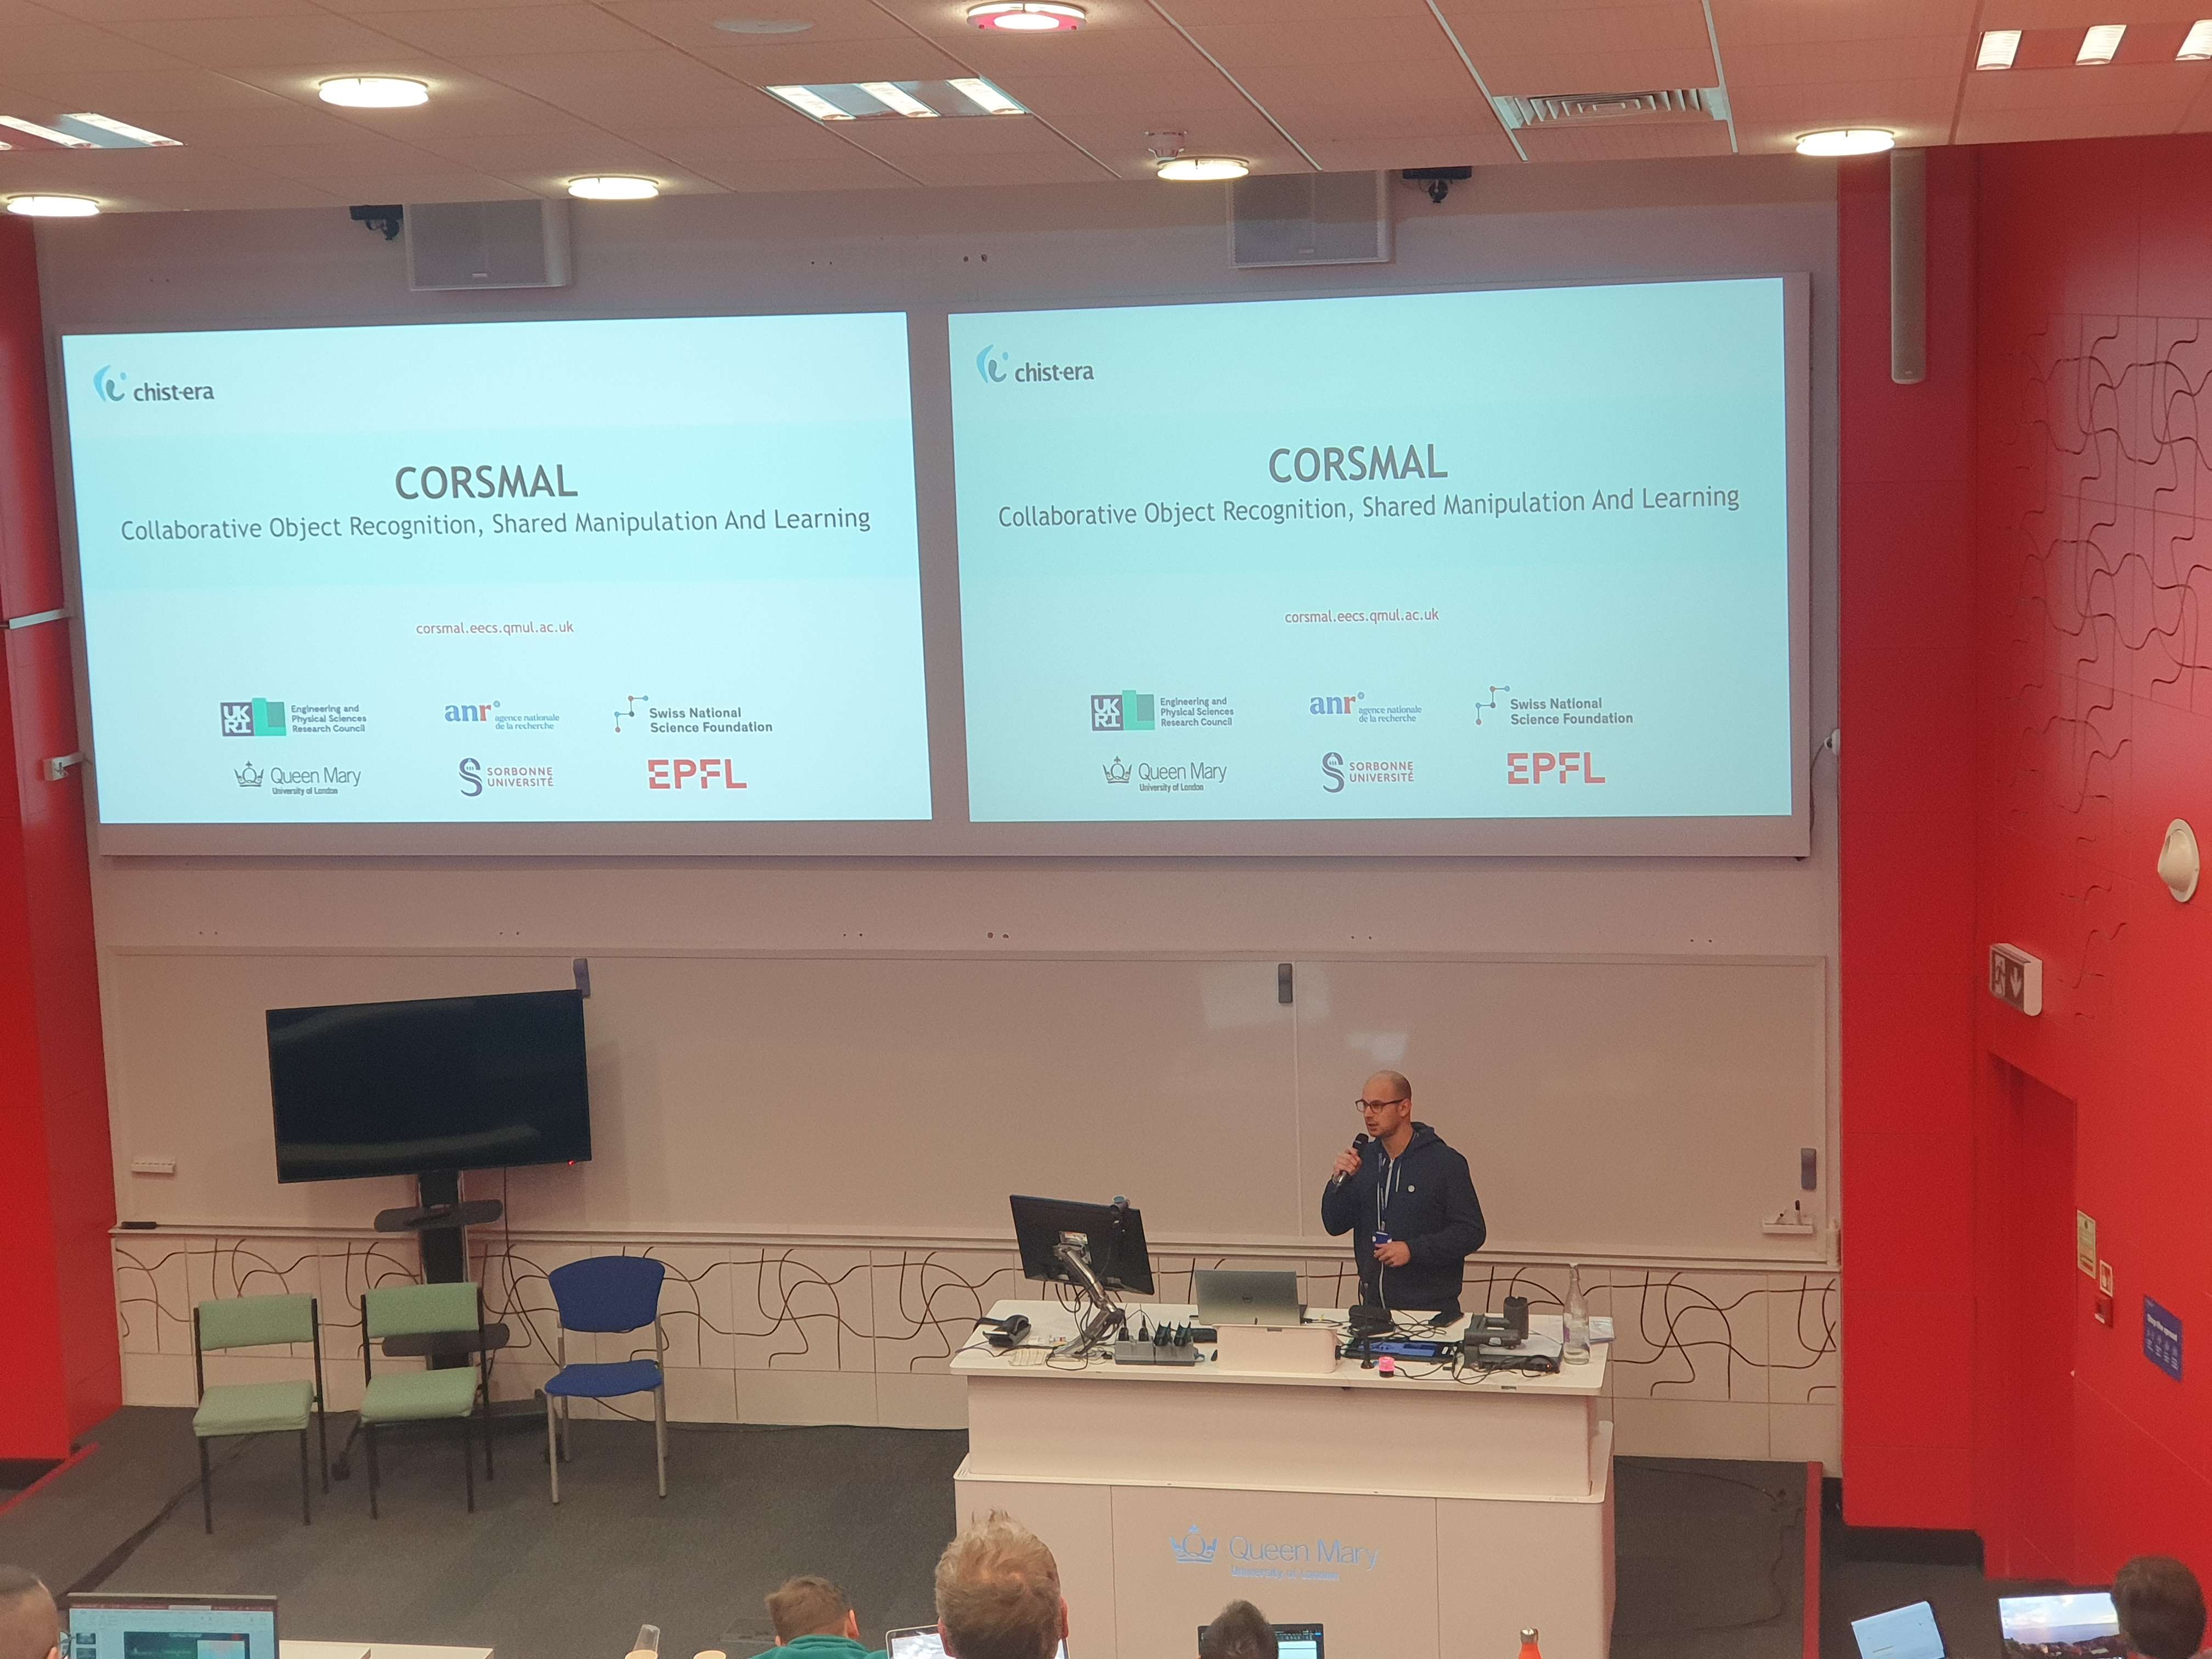 chist-era
CORSMAL
Collaborative Object Recognition, Shared Manipulation And Learning
corsmal.eecs.qmul.ac.uk
UK
RI
Engineering and
Physical Sciences
Research Council
anr
agence nationale
de la recherche
Swiss National
Science Foundation
Queen Mary
University of London
SORBONNE
UNIVERSITÉ
EPFL
chist-era
CORSMAL
Collaborative Object Recognition, Shared Manipulation And Learning
corsmal.eecs.qmul.ac.uk
UK
RI
Engineering and
Physical Sciences
Research Council
anr
agence nationale
de la recherche
Swiss National
Science Foundation
Queen Mary
University of London
SORBONNE
UNIVERSITÉ
EPFL
Queen Mary
University of London